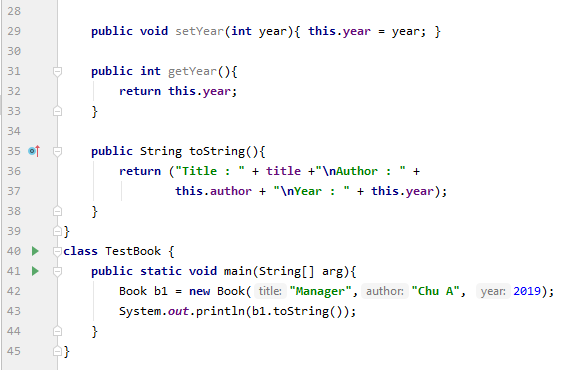 28
29 public void setYear(int year){ this.year = year; }
30
31 public int getYear(){
32 return this.year;
33 }
34
35 public String toString(){
36 return ("Title : " + title +"\nAuthor : " +
37 this.author + "\nYear : " + this.year);
38 }
39 }
40 class TestBook {
41 public static void main(String[] arg){
42 Book b1 = new Book( title: "Manager", author: "Chu A", year: 2019);
43 System.out.println(b1.toString());
44 }
45 }